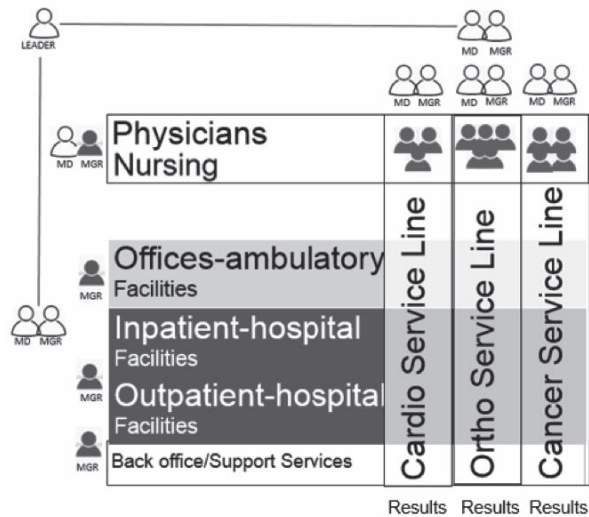 LEADER
MD MGR
MD MGR MD MGR MD MGR
Physicians
Nursing
MD MGR
Offices-ambulatory
Facilities
MGR
Inpatient-hospital
Facilities
MD MGR
Outpatient-hospital
Facilities
MGR
Back office/Support Services
MGR
Cardio Service Line
Ortho Service Line
Cancer Service Line
Results Results Results